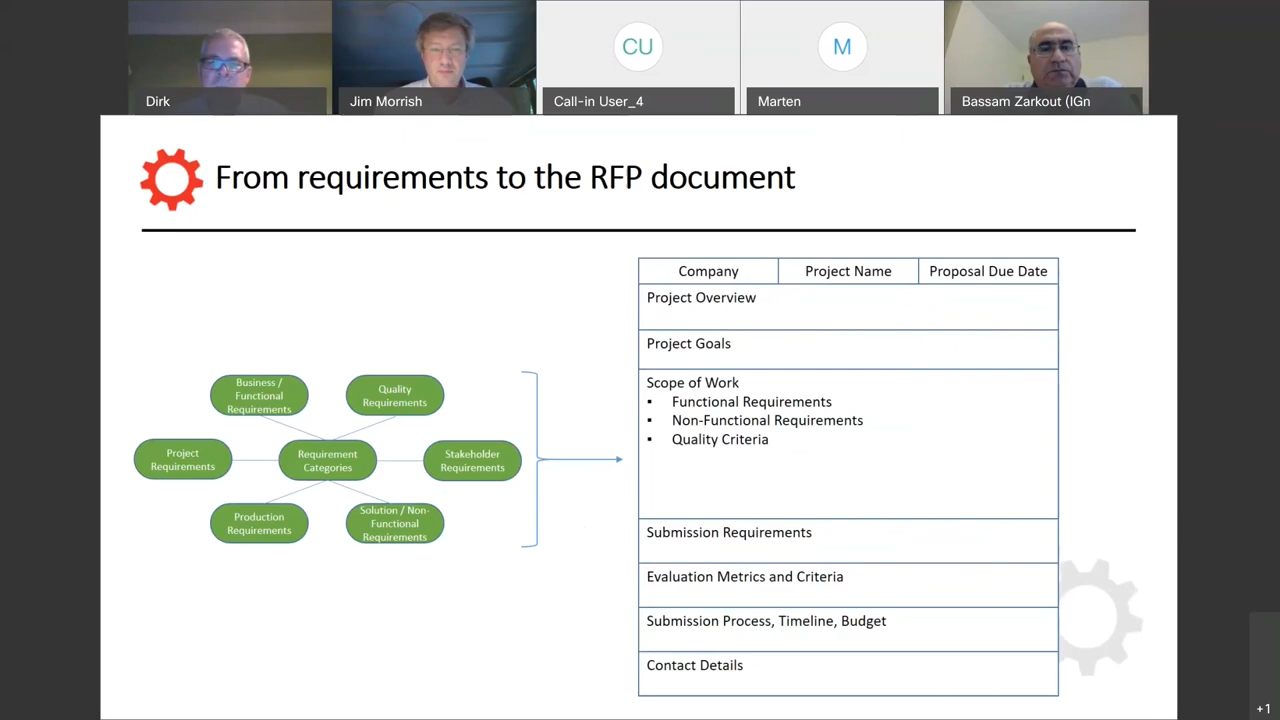 CU
M
Dirk
Jim Morrish
Call-in User_4
Marten
Bassam Zarkout (IGn
From requirements to the RFP document
Company
Project Name
Proposal Due Date
Project Overview
Project Goals
Scope of Work
▪ Functional Requirements
▪ Non-Functional Requirements
▪ Quality Criteria
Submission Requirements
Evaluation Metrics and Criteria
Submission Process, Timeline, Budget
Contact Details
Business /
Functional
Requirements
Quality
Requirements
Project
Requirements
Requirement
Categories
Stakeholder
Requirements
Production
Requirements
Solution / Non-
Functional
Requirements
+1